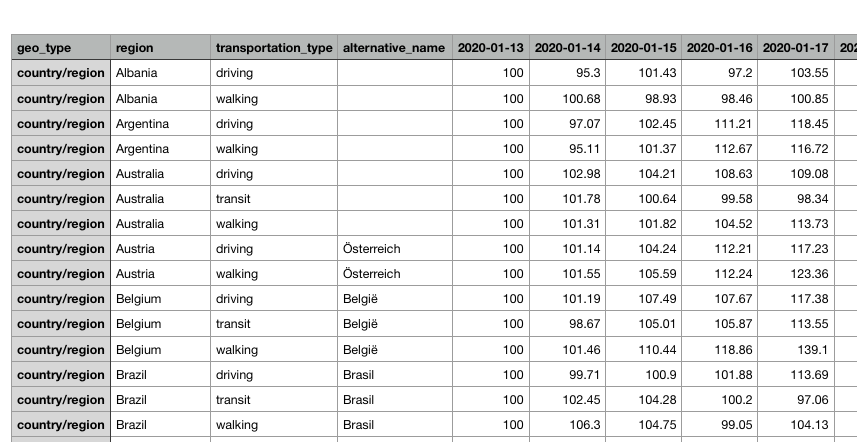 geo_type region transportation_type alternative_name 2020-01-13 2020-01-14 2020-01-15 2020-01-16 2020-01-17 202
country/region Albania driving 100 95.3 101.43 97.2 103.55
country/region Albania walking 100 100.68 98.93 98.46 100.85
country/region Argentina driving 100 97.07 102.45 111.21 118.45
country/region Argentina walking 100 95.11 101.37 112.67 116.72
country/region Australia driving 100 102.98 104.21 108.63 109.08
country/region Australia transit 100 101.78 100.64 99.58 98.34
country/region Australia walking 100 101.31 101.82 104.52 113.73
country/region Austria driving Österreich 100 101.14 104.24 112.21 117.23
country/region Austria walking Österreich 100 101.55 105.59 112.24 123.36
country/region Belgium driving België 100 101.19 107.49 107.67 117.38
country/region Belgium transit België 100 98.67 105.01 105.87 113.55
country/region Belgium walking België 100 101.46 110.44 118.86 139.1
country/region Brazil driving Brasil 100 99.71 100.9 101.88 113.69
country/region Brazil transit Brasil 100 102.45 104.28 100.2 97.06
country/region Brazil walking Brasil 100 106.3 104.75 99.05 104.13